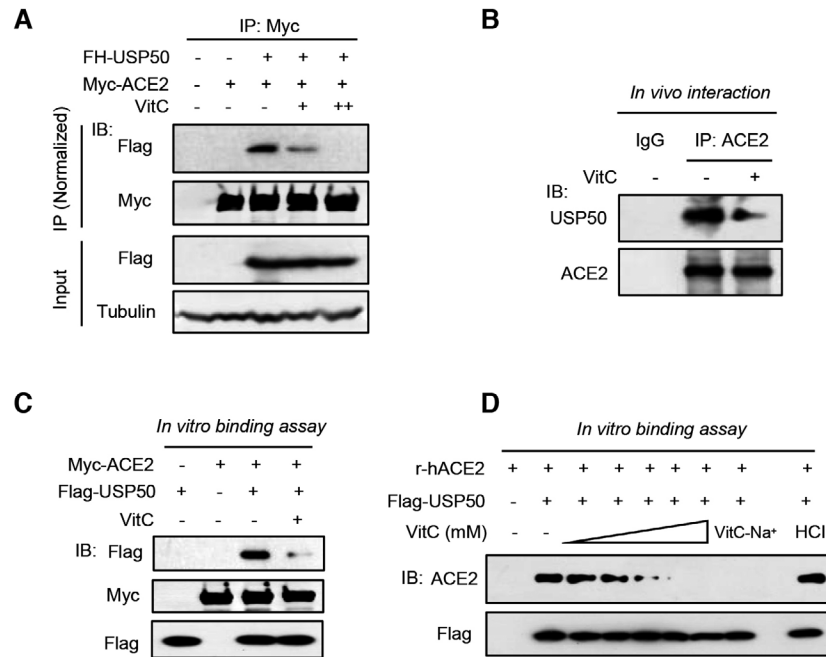 A
IP: Myc
FH-USP50 + + +
Myc-ACE2 - + + + +
VitC - - - + ++
IP (Normalized)
IB:
Flag
Myc
Input
Flag
Tubulin
B
In vivo interaction
IgG IP: ACE2
VitC - - +
IB:
USP50
ACE2
C
In vitro binding assay
Myc-ACE2 - + + +
Flag-USP50 + - + +
VitC - - - +
IB: Flag
Myc
Flag
D
In vitro binding assay
r-hACE2 + + + + + + + + +
Flag-USP50 - + + + + + + + +
VitC (mM) - - VitC-Na⁺ HCl
IB: ACE2
Flag